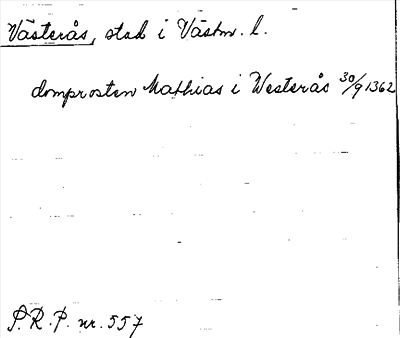 Västerås, stad i Västm. l.
domprosten Mathias i Westerås 30/9 1362
S.R.P. nr. 557